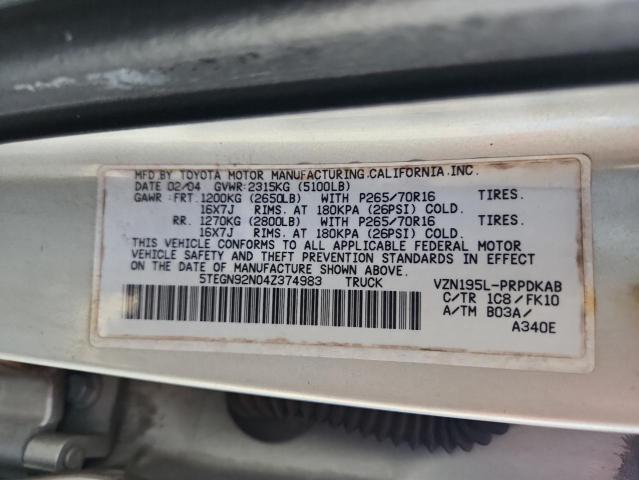 MFD.BY TOYOTA MOTOR MANUFACTURING,CALIFORNIA,INC.
DATE 02/04 GVWR:2315KG (5100LB)
GAWR :FRT.1200KG (2650LB) WITH P265/70R16 TIRES.
16X7J RIMS. AT 180KPA (26PSI) COLD.
RR. 1270KG (2800LB) WITH P265/70R16 TIRES.
16X7J RIMS. AT 180KPA (26PSI) COLD.
THIS VEHICLE CONFORMS TO ALL APPLICABLE FEDERAL MOTOR
VEHICLE SAFETY AND THEFT PREVENTION STANDARDS IN
EFFECT ON THE DATE OF MANUFACTURE SHOWN ABOVE.
5TEGN92N04Z374983 TRUCK VZN195L-PRPDKAB
C/TR 1C8/FK10
A/TM B03A/
A340E